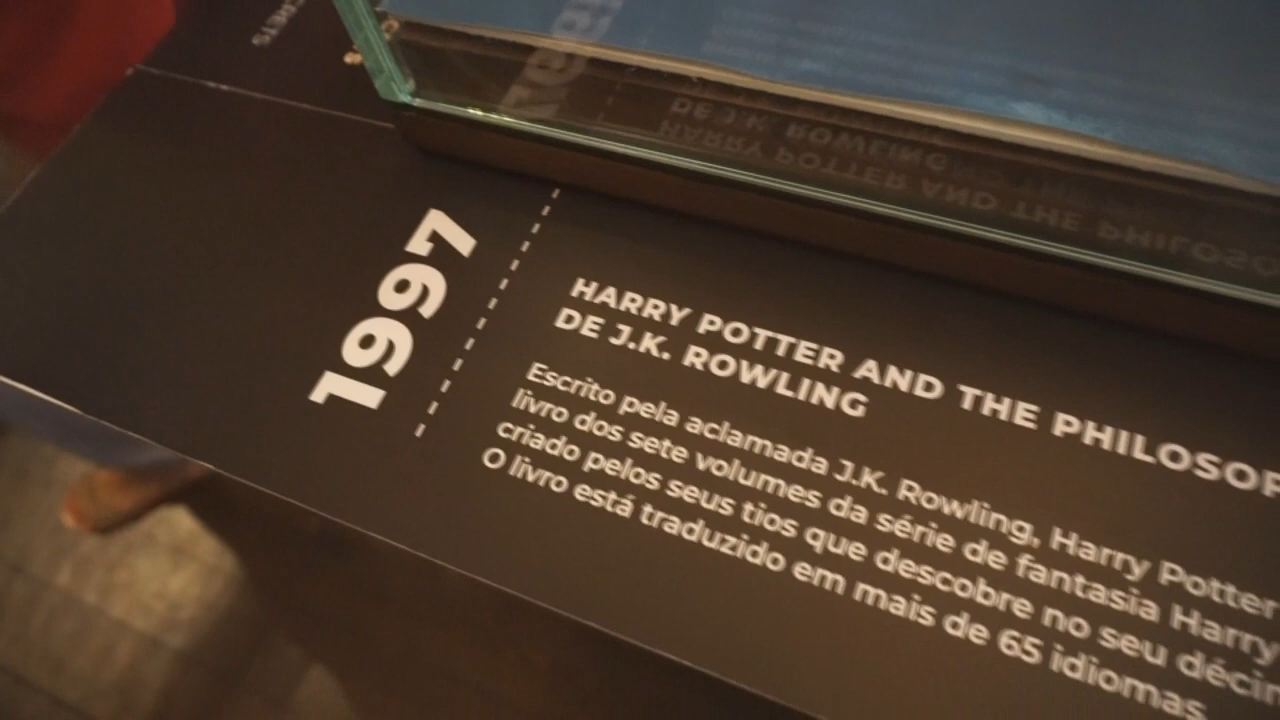 1997
HARRY POTTER AND THE
DE J.K. ROWLING
Escrito pela aclamada J.K. Rowling, Harry Potter
livro dos sete volumes da série de fantasia Harry
criado pelos seus tios que descobre no seu
O livro está traduzido em mais de 65 idiomas